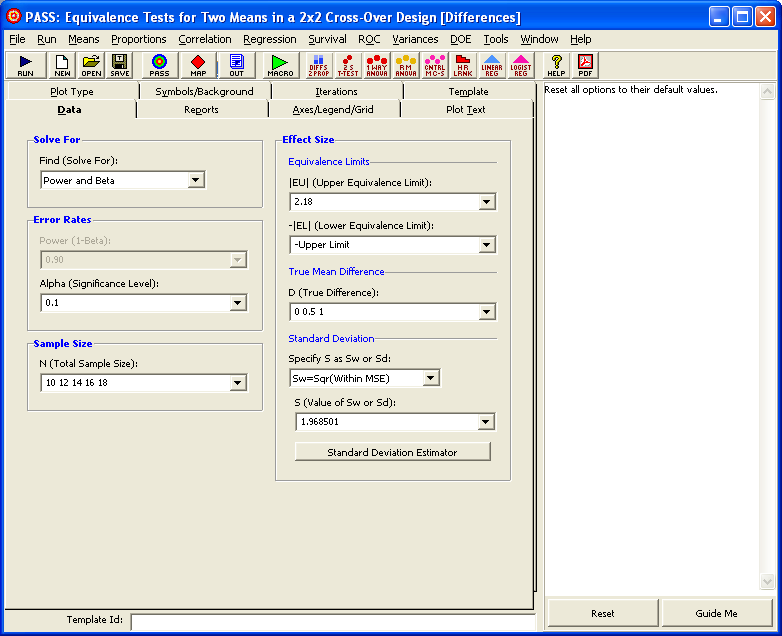 PASS: Equivalence Tests for Two Means in a 2x2 Cross-Over Design [Differences]
File Run Means Proportions Correlation Regression Survival ROC Variances DOE Tools Window Help
RUN NEW OPEN SAVE PASS MAP OUT MACRO DIFFS 2 PROP 2 S T-TEST 1 WAY ANOVA R M ANOVA CNTRL M C-S H R LRNK LINEAR REG LOGIST REG HELP PDF
Plot Type Symbols/Background Iterations Template
Data Reports Axes/Legend/Grid Plot Text
Solve For
Find (Solve For):
Power and Beta
Error Rates
Power (1-Beta):
0.90
Alpha (Significance Level):
0.1
Sample Size
N (Total Sample Size):
10 12 14 16 18
Effect Size
Equivalence Limits
|EU| (Upper Equivalence Limit):
2.18
-|EL| (Lower Equivalence Limit):
-Upper Limit
True Mean Difference
D (True Difference):
0 0.5 1
Standard Deviation
Specify S as Sw or Sd:
Sw=Sqr(Within MSE)
S (Value of Sw or Sd):
1.968501
Standard Deviation Estimator
Reset all options to their default values.
Template Id:
Reset Guide Me